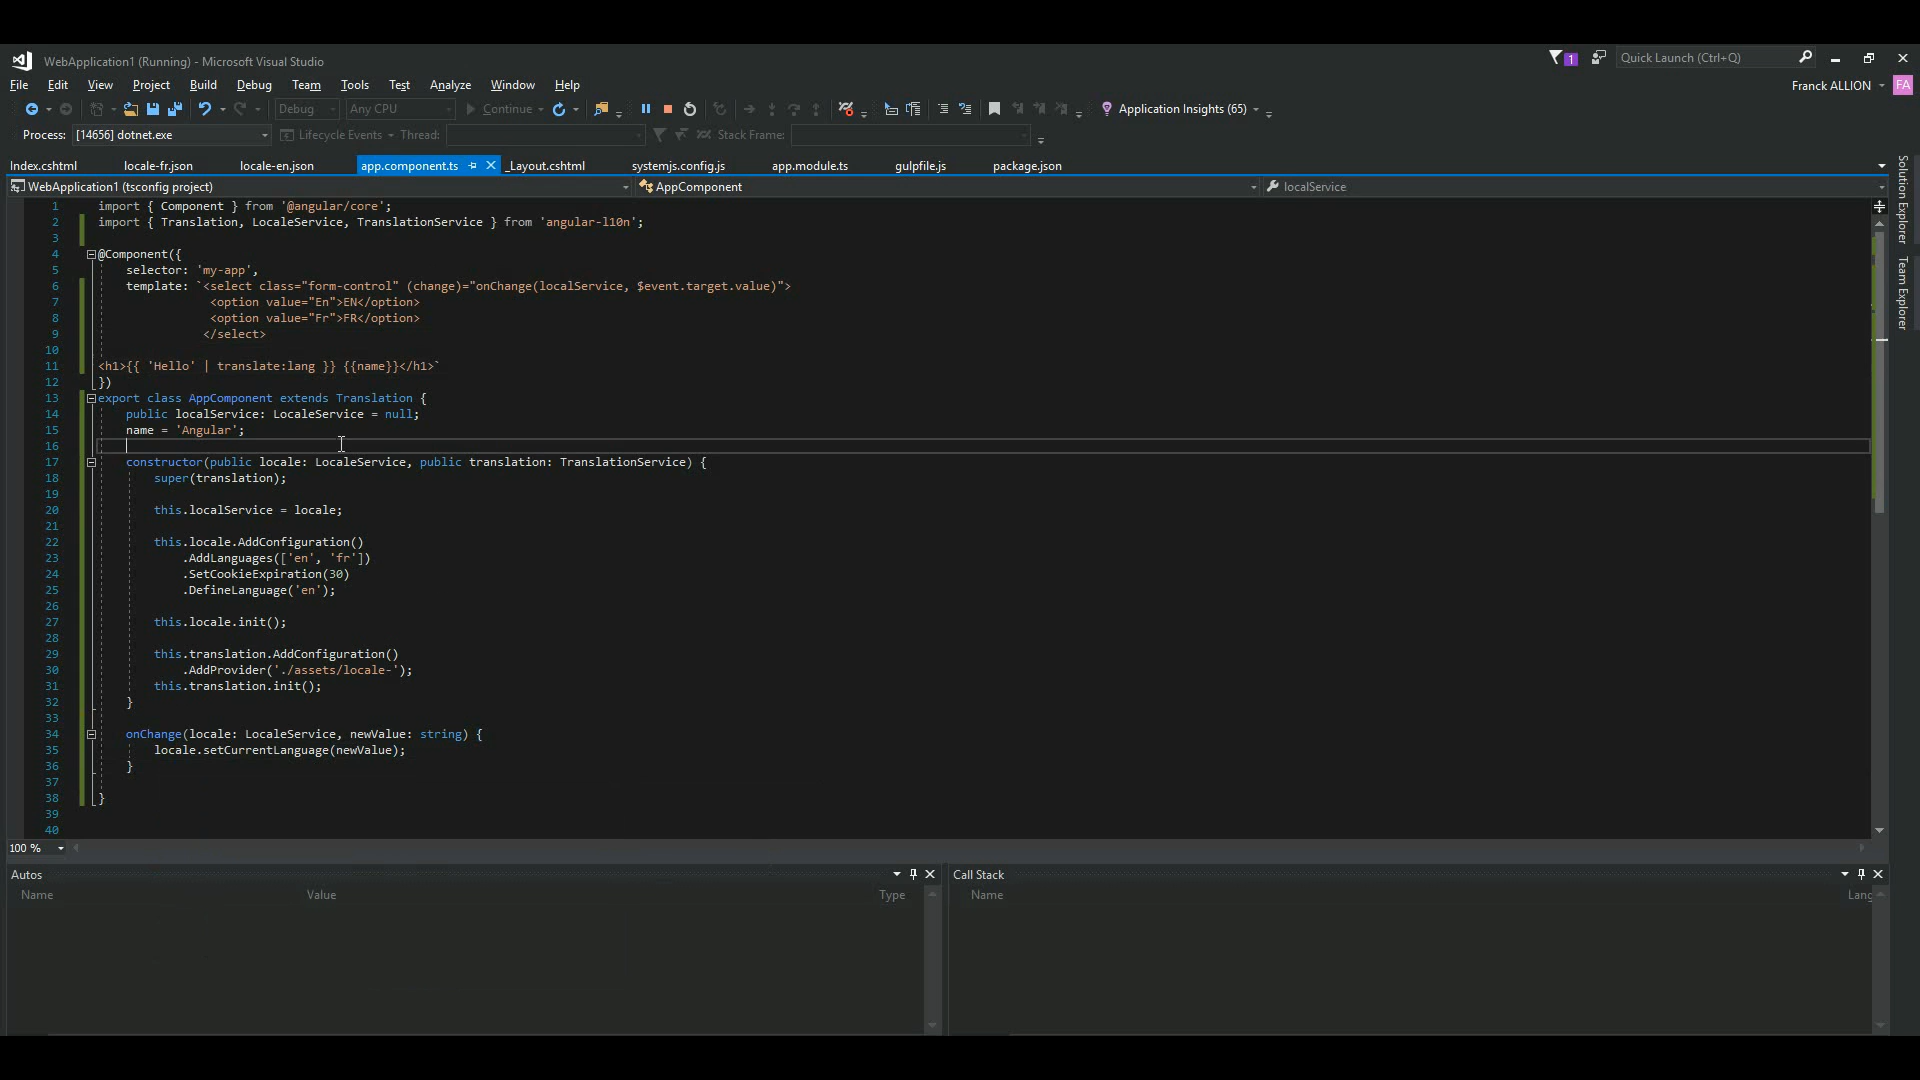 WebApplication1 (Running) - Microsoft Visual Studio
1
Quick Launch (Ctrl+Q)
File Edit View Project Build Debug Team Tools Test Analyze Window Help
Franck ALLION FA
Debug Any CPU Continue Application Insights (65)
Process: [14656] dotnet.exe Lifecycle Events Thread: Stack Frame:
Index.cshtml locale-fr.json locale-en.json app.component.ts _Layout.cshtml systemjs.config.js app.module.ts gulpfile.js package.json
WebApplication1 (tsconfig project) AppComponent localService
Solution Explorer
Team Explorer
1 import { Component } from '@angular/core';
2 import { Translation, LocaleService, TranslationService } from 'angular-l10n';
3
4 @Component({
5 selector: 'my-app',
6 template: `<select class="form-control" (change)="onChange(localService, $event.target.value)">
7 <option value="En">EN</option>
8 <option value="Fr">FR</option>
9 </select>
10
11 <h1>{{ 'Hello' | translate:lang }} {{name}}</h1>`
12 })
13 export class AppComponent extends Translation {
14 public localService: LocaleService = null;
15 name = 'Angular';
16
17 constructor(public locale: LocaleService, public translation: TranslationService) {
18 super(translation);
19
20 this.localService = locale;
21
22 this.locale.AddConfiguration()
23 .AddLanguages(['en', 'fr'])
24 .SetCookieExpiration(30)
25 .DefineLanguage('en');
26
27 this.locale.init();
28
29 this.translation.AddConfiguration()
30 .AddProvider('./assets/locale-');
31 this.translation.init();
32 }
33
34 onChange(locale: LocaleService, newValue: string) {
35 locale.setCurrentLanguage(newValue);
36 }
37
38 }
39
40
100 %
Autos
Name Value Type
Call Stack
Name Lang